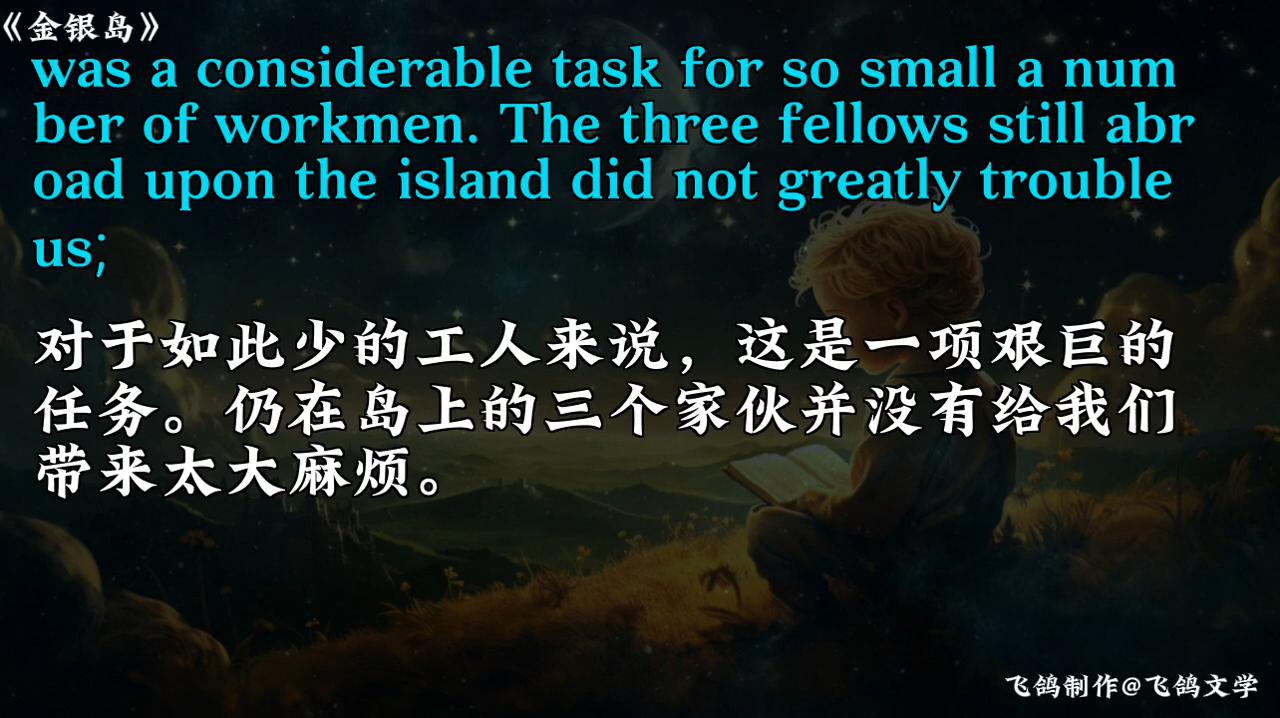 《金银岛》
was a considerable task for so small a num
ber of workmen. The three fellows still abr
oad upon the island did not greatly trouble
us;
对于如此少的工人来说，这是一项艰巨的
任务。仍在岛上的三个家伙并没有给我们
带来太大麻烦。
飞鸽制作@飞鸽文学